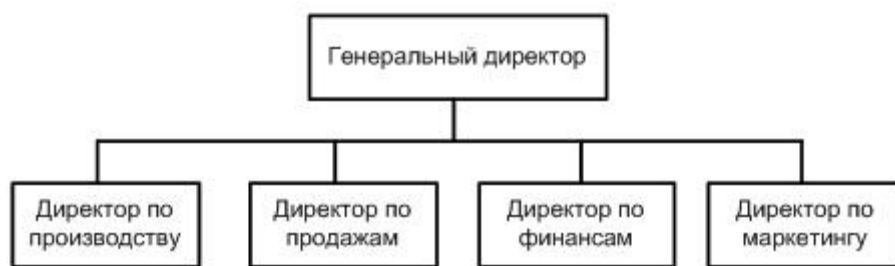 Генеральный директор
Директор по
производству
Директор по
продажам
Директор по
финансам
Директор по
маркетингу